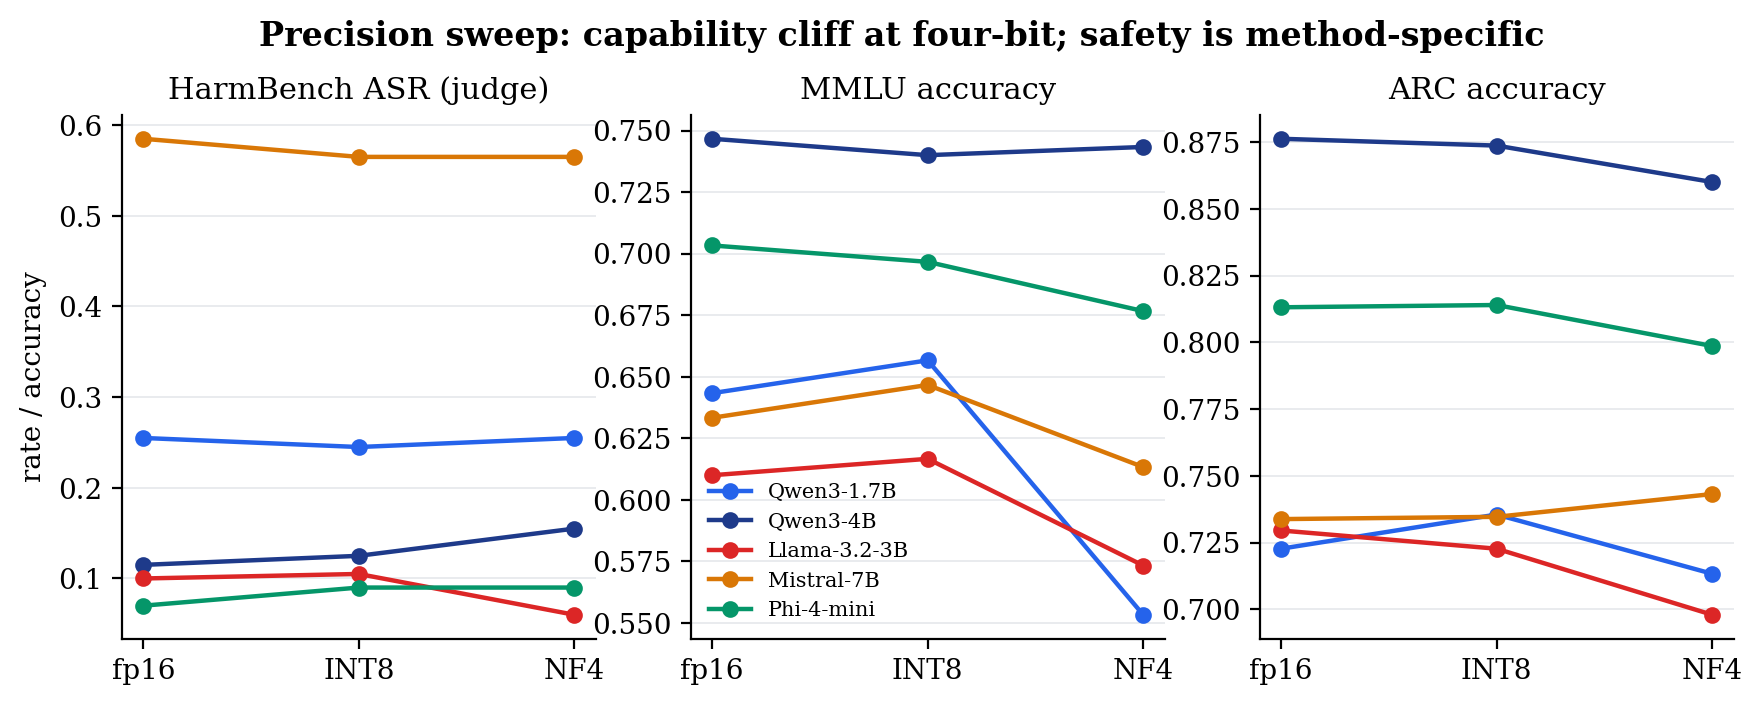 Precision sweep: capability cliff at four-bit; safety is method-specific
HarmBench ASR (judge)
rate / accuracy
0.6
0.5
0.4
0.3
0.2
0.1
fp16 INT8 NF4
MMLU accuracy
0.750
0.725
0.700
0.675
0.650
0.625
0.600
0.575
0.550
Qwen3-1.7B
Qwen3-4B
Llama-3.2-3B
Mistral-7B
Phi-4-mini
fp16 INT8 NF4
ARC accuracy
0.875
0.850
0.825
0.800
0.775
0.750
0.725
0.700
fp16 INT8 NF4